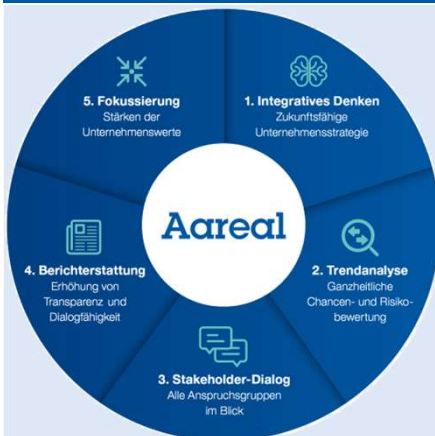 5. Fokussierung
Stärken der
Unternehmenswerte
1. Integratives Denken
Zukunftsfähige
Unternehmensstrategie
Aareal
4. Berichterstattung
Erhöhung von
Transparenz und
Dialogfähigkeit
2. Trendanalyse
Ganzheitliche
Chancen- und Risiko-
bewertung
3. Stakeholder-Dialog
Alle Anspruchsgruppen
im Blick